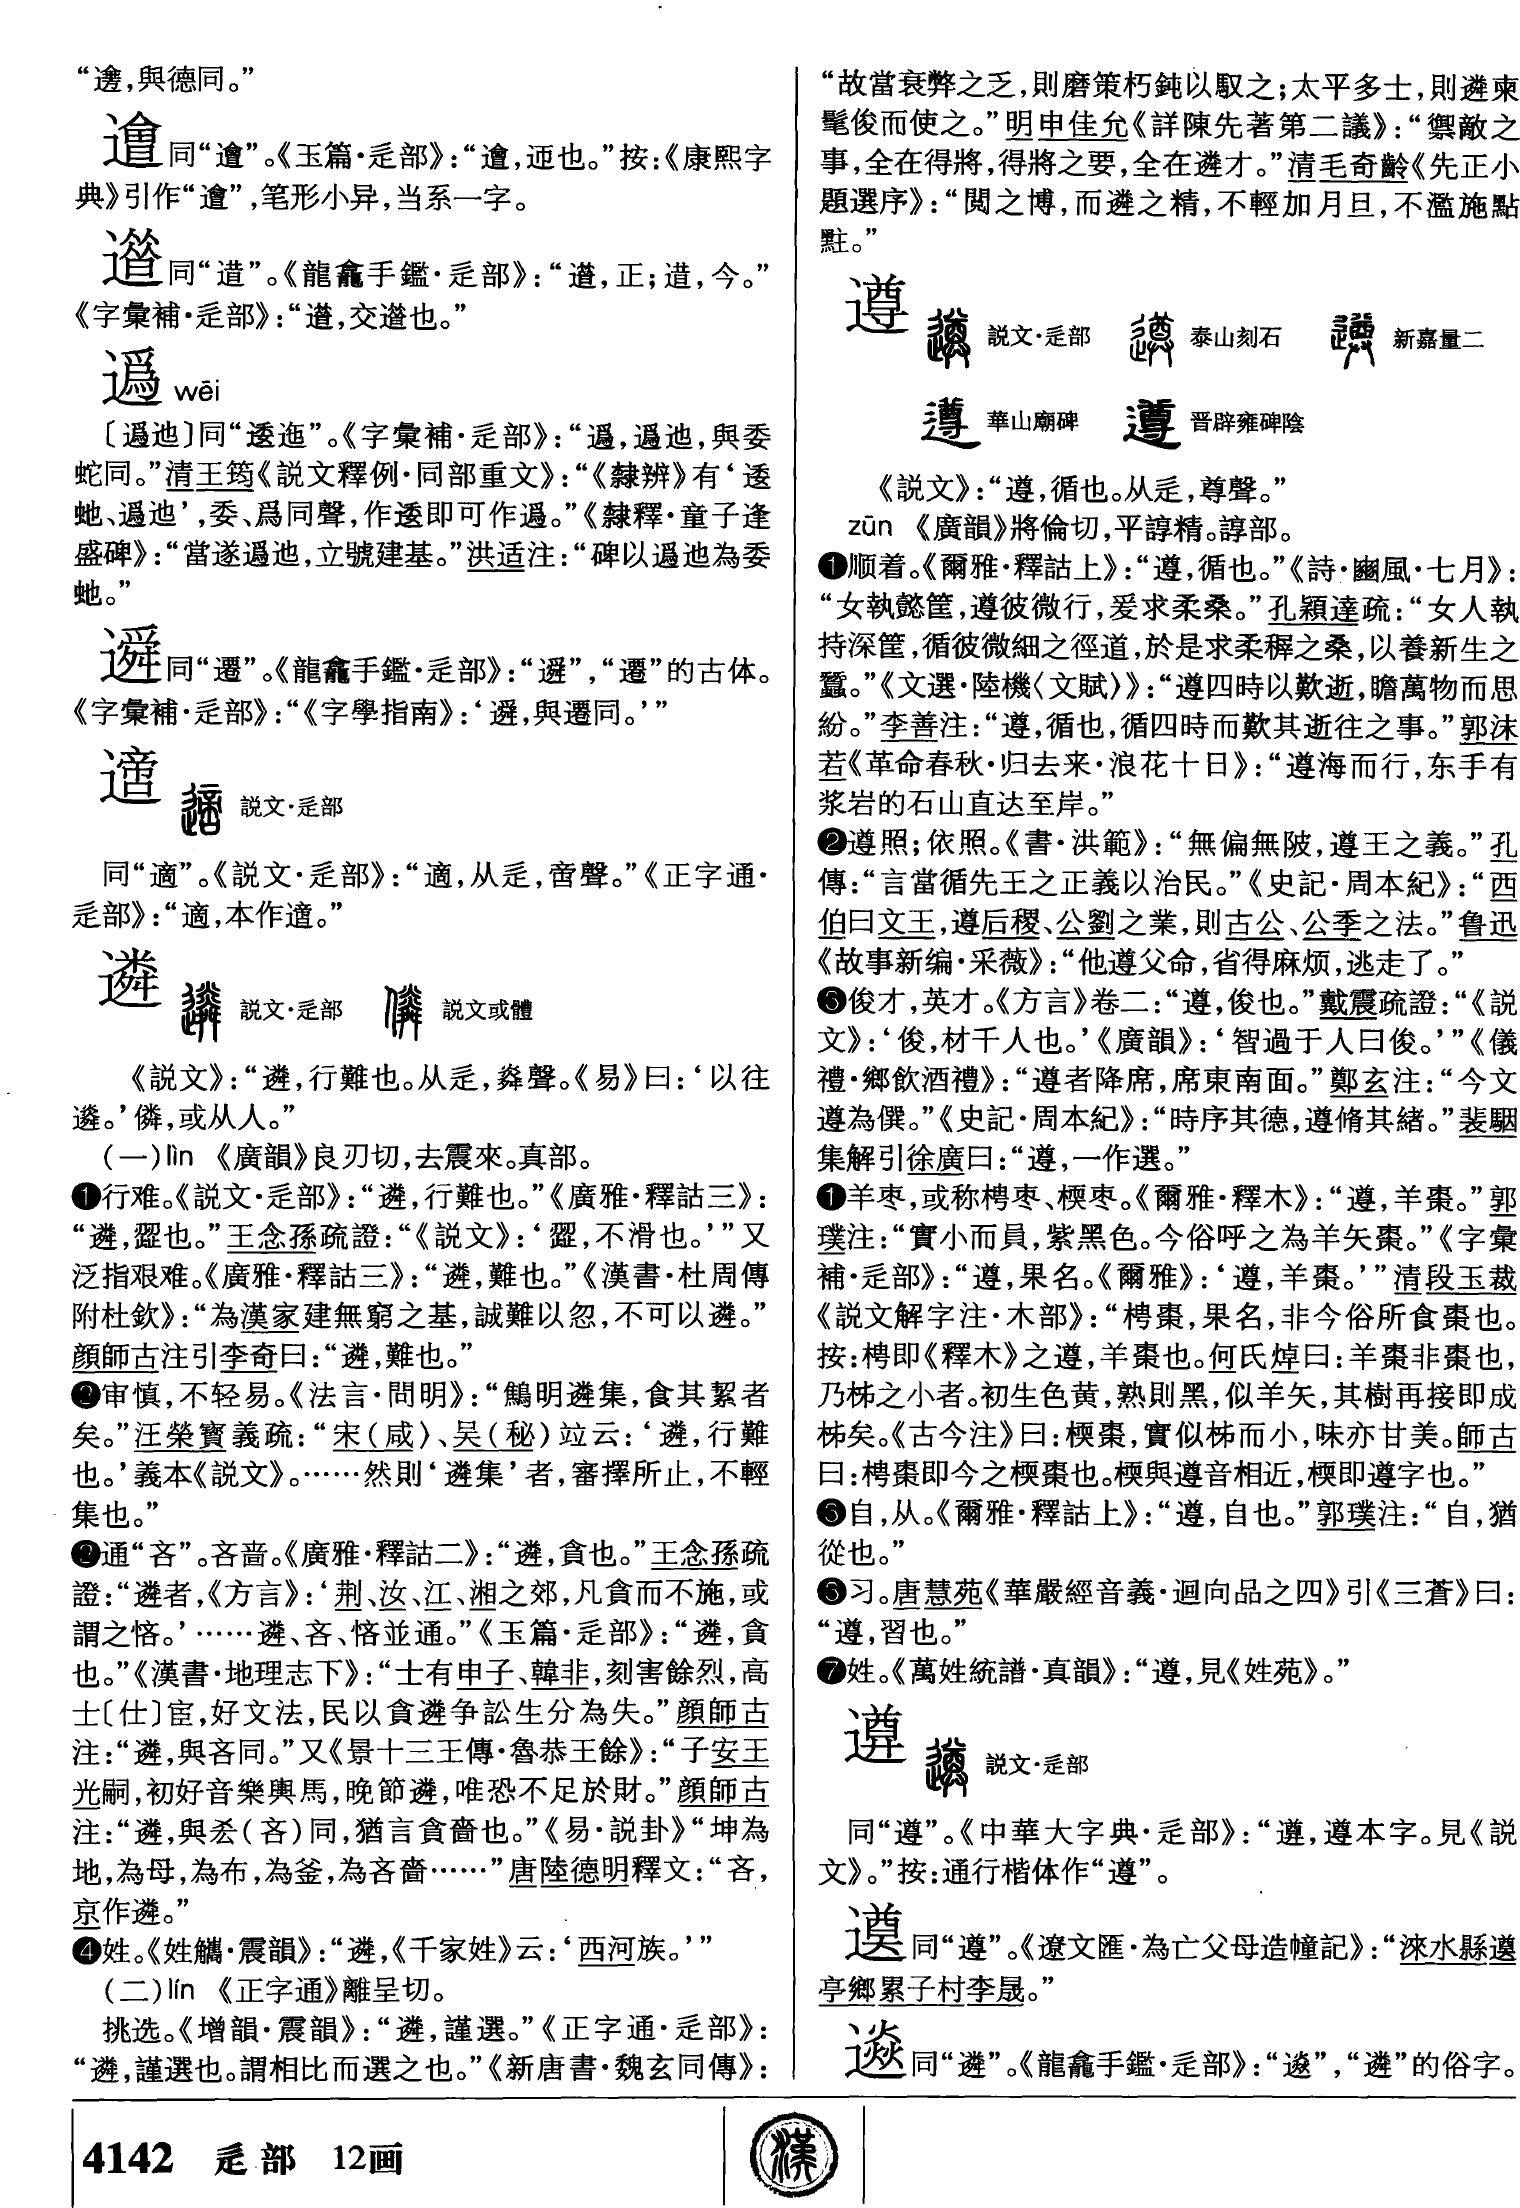 “𨗮,與德同。”
䢈同“䢈”。《玉篇·辵部》:“䢈,迊也。”按:《康熙字
典》引作“䢈”,笔形小异,当系一字。
同“逪”。《龍龕手鑑·辵部》:“,正;逪,今。”
《字彙補·辵部》:“,交也。”
wēi
〔迆〕同“逶迤”。《字彙補·辵部》:“,迆,與委
蛇同。”清王筠《説文釋例·同部重文》:“《隸辨》有‘逶
虵、迆’,委、爲同聲,作逶即可作。”《隸釋·童子逢
盛碑》:“當遂迆,立號建基。”洪适注:“碑以迆為委
虵。”
同“遷”。《龍龕手鑑·辵部》:“”,“遷”的古体。
《字彙補·辵部》:“《字學指南》:‘,與遷同。’”
説文·辵部
同“適”。《説文·辵部》:“適,从辵,啻聲。”《正字通·
辵部》:“適,本作。”
遴 説文·辵部 説文或體
《説文》:“遴,行難也。从辵,粦聲。《易》曰:‘以往
遴。’僯,或从人。”
(一)lìn 《廣韻》良刃切,去震來。真部。
❶行难。《説文·辵部》:“遴,行難也。”《廣雅·釋詁三》:
“遴,歰也。”王念孫疏證:“《説文》:‘歰,不滑也。’”又
泛指艰难。《廣雅·釋詁三》:“遴,難也。”《漢書·杜周傳
附杜欽》:“為漢家建無窮之基,誠難以忽,不可以遴。”
顔師古注引李奇曰:“遴,難也。”
❷审慎,不轻易。《法言·問明》:“鷦明遴集,食其絜者
矣。”汪榮寶義疏:“宋(咸)、吴(秘)竝云:‘遴,行難
也。’義本《説文》。……然則‘遴集’者,審擇所止,不輕
集也。”
❷通“吝”。吝啬。《廣雅·釋詁二》:“遴,貪也。”王念孫疏
證:“遴者,《方言》:‘荆、汝、江、湘之郊,凡貪而不施,或
謂之悋。’……遴、吝、悋並通。”《玉篇·辵部》:“遴,貪
也。”《漢書·地理志下》:“士有申子、韓非,刻害餘烈,高
士〔仕〕宦,好文法,民以貪遴争訟生分為失。”顔師古
注:“遴,與吝同。”又《景十三王傳·魯恭王餘》:“子安王
光嗣,初好音樂輿馬,晚節遴,唯恐不足於財。”顔師古
注:“遴,與㕁(吝)同,猶言貪嗇也。”《易·説卦》“坤為
地,為母,為布,為釜,為吝嗇……”唐陸德明釋文:“吝,
京作遴。”
❹姓。《姓觿·震韻》:“遴,《千家姓》云:‘西河族。’”
(二)lín 《正字通》離呈切。
挑选。《增韻·震韻》:“遴,謹選。”《正字通·辵部》:
“遴,謹選也。謂相比而選之也。”《新唐書·魏玄同傳》:
“故當衰弊之乏,則磨策朽鈍以馭之;太平多士,則遴柬
髦俊而使之。”明申佳允《詳陳先著第二議》:“禦敵之
事,全在得將,得將之要,全在遴才。”清毛奇齡《先正小
題選序》:“閲之博,而遴之精,不輕加月旦,不濫施點
黈。”
遵 説文·辵部 泰山刻石 新嘉量二
華山廟碑 晋辟雍碑陰
《説文》:“遵,循也。从辵,尊聲。”
zūn 《廣韻》將倫切,平諄精。諄部。
❶顺着。《爾雅·釋詁上》:“遵,循也。”《詩·豳風·七月》:
“女執懿筐,遵彼微行,爰求柔桑。”孔穎達疏:“女人執
持深筐,循彼微細之徑道,於是求柔穉之桑,以養新生之
蠶。”《文選·陸機〈文賦〉》:“遵四時以歎逝,瞻萬物而思
紛。”李善注:“遵,循也,循四時而歎其逝往之事。”郭沫
若《革命春秋·归去来·浪花十日》:“遵海而行,东手有
浆岩的石山直达至岸。”
❷遵照;依照。《書·洪範》:“無偏無陂,遵王之義。”孔
傳:“言當循先王之正義以治民。”《史記·周本紀》:“西
伯曰文王,遵后稷、公劉之業,則古公、公季之法。”鲁迅
《故事新编·采薇》:“他遵父命,省得麻烦,逃走了。”
❸俊才,英才。《方言》卷二:“遵,俊也。”戴震疏證:“《説
文》:‘俊,材千人也。’《廣韻》:‘智過于人曰俊。’”《儀
禮·鄉飲酒禮》:“遵者降席,席東南面。”鄭玄注:“今文
遵為僎。”《史記·周本紀》:“時序其德,遵脩其緒。”裴駰
集解引徐廣曰:“遵,一作選。”
❶羊枣,或称梬枣、㮕枣。《爾雅·釋木》:“遵,羊棗。”郭
璞注:“實小而員,紫黑色。今俗呼之為羊矢棗。”《字彙
補·辵部》:“遵,果名。《爾雅》:‘遵,羊棗。’”清段玉裁
《説文解字注·木部》:“梬棗,果名,非今俗所食棗也。
按:梬即《釋木》之遵,羊棗也。何氏焯曰:羊棗非棗也,
乃柹之小者。初生色黄,熟則黑,似羊矢,其樹再接即成
柹矣。《古今注》曰:㮕棗,實似柹而小,味亦甘美。師古
曰:梬棗即今之㮕棗也。㮕與遵音相近,㮕即遵字也。”
❺自,从。《爾雅·釋詁上》:“遵,自也。”郭璞注:“自,猶
從也。”
❻习。唐慧苑《華嚴經音義·迴向品之四》引《三蒼》曰:
“遵,習也。”
❼姓。《萬姓統譜·真韻》:“遵,見《姓苑》。”
説文·辵部
同“遵”。《中華大字典·辵部》:“,遵本字。見《説
文》。”按:通行楷体作“遵”。
同“遵”。《遼文匯·為亡父母造幢記》:“淶水縣
亭鄉累子村李晟。”
同“遴”。《龍龕手鑑·辵部》:“”,“遴”的俗字。
4142 辵部 12画
漢